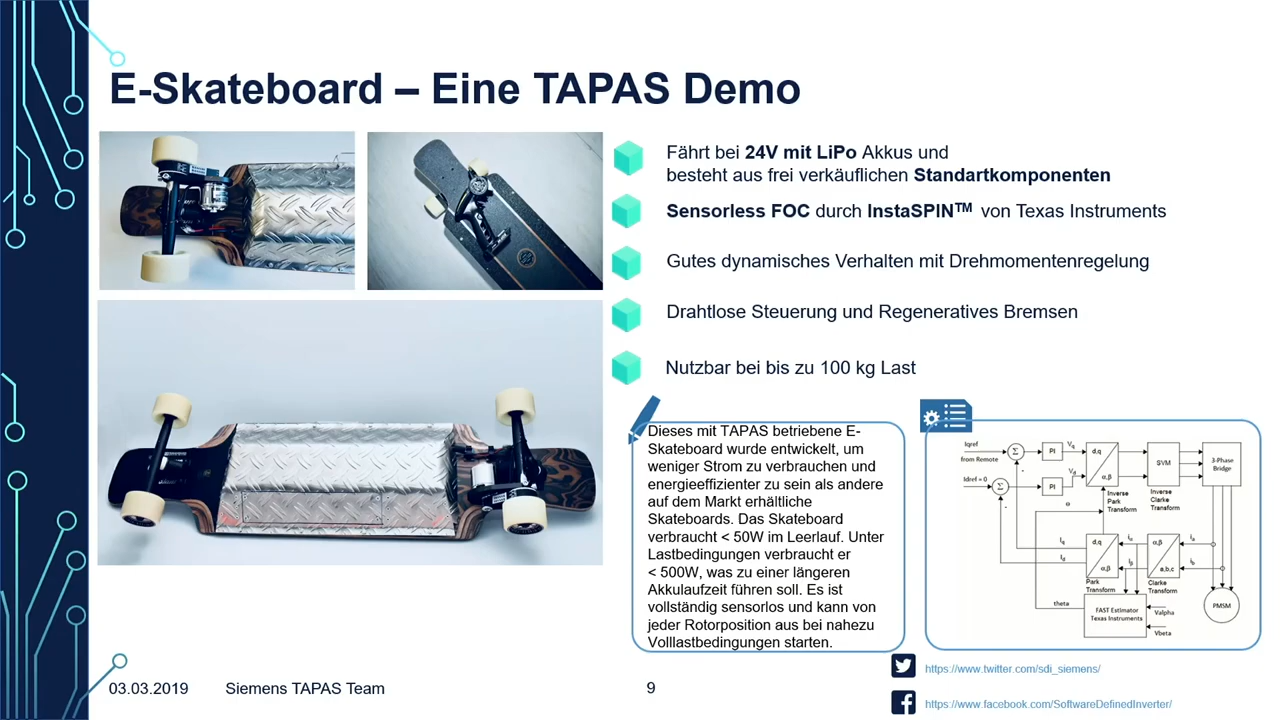 E-Skateboard – Eine TAPAS Demo
Fährt bei 24V mit LiPo Akkus und
besteht aus frei verkäuflichen Standartkomponenten
Sensorless FOC durch InstaSPIN™ von Texas Instruments
Gutes dynamisches Verhalten mit Drehmomentenregelung
Drahtlose Steuerung und Regeneratives Bremsen
Nutzbar bei bis zu 100 kg Last
Dieses mit TAPAS betriebene E-
Skateboard wurde entwickelt, um
weniger Strom zu verbrauchen und
energieeffizienter zu sein als andere
auf dem Markt erhältliche
Skateboards. Das Skateboard
verbraucht < 50W im Leerlauf. Unter
Lastbedingungen verbraucht er
< 500W, was zu einer längeren
Akkulaufzeit führen soll. Es ist
vollständig sensorlos und kann von
jeder Rotorposition aus bei nahezu
Volllastbedingungen starten.
Iqref
from Remote
Σ
PI
Vq
d,q
α,β
SVM
3-Phase
Bridge
Idref = 0
Σ
PI
Vd
Inverse
Park
Transform
Inverse
Clarke
Transform
Iq
Id
d,q
α,β
Park
Transform
α,β
a,b,c
Clarke
Transform
theta
FAST Estimator
Texas Instruments
Valpha
Vbeta
PMSM
https://www.twitter.com/sdi_siemens/
03.03.2019 Siemens TAPAS Team 9
https://www.facebook.com/SoftwareDefinedInverter/